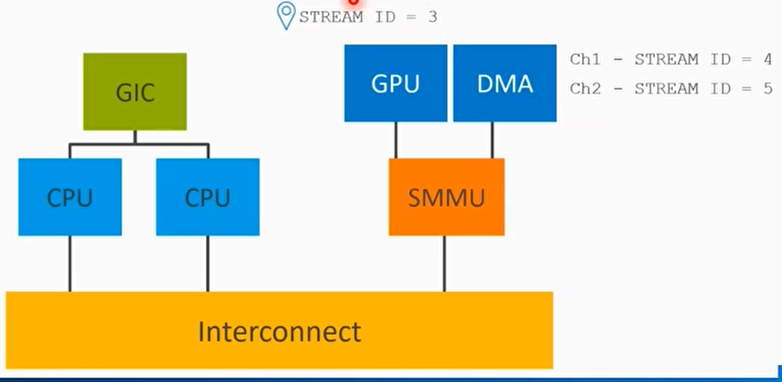 STREAM ID = 3
GPU
DMA
Ch1 - STREAM ID = 4
Ch2 - STREAM ID = 5
GIC
CPU
CPU
SMMU
Interconnect